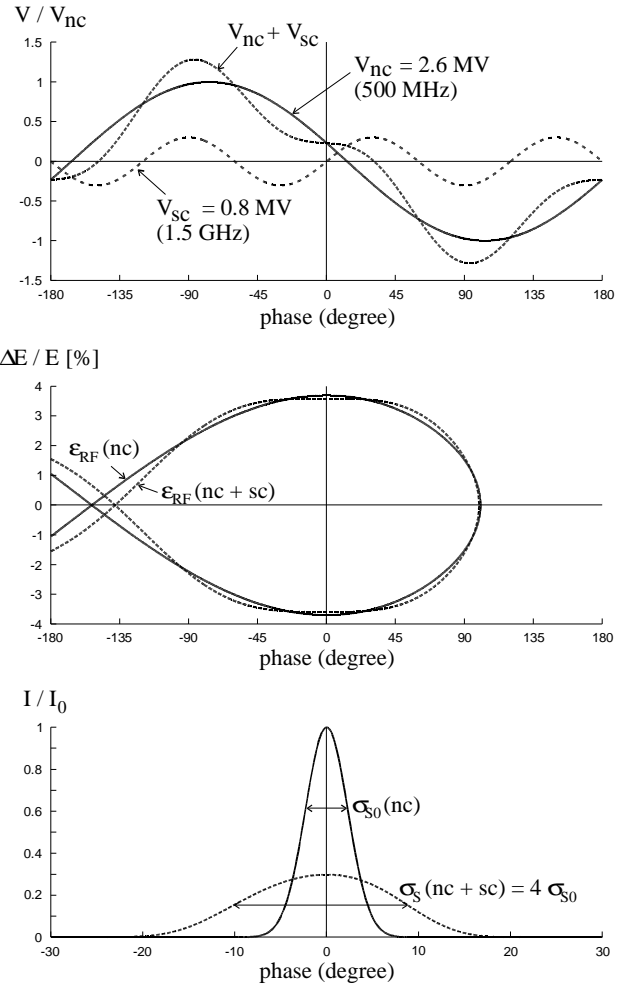 V / Vnc
1.5
1
0.5
0
-0.5
-1
-1.5
Vnc + Vsc
Vnc = 2.6 MV
(500 MHz)
Vsc = 0.8 MV
(1.5 GHz)
-180 -135 -90 -45 0 45 90 135 180
phase (degree)
ΔE / E [%]
4
3
2
1
0
-1
-2
-3
-4
εRF (nc)
εRF (nc + sc)
-180 -135 -90 -45 0 45 90 135 180
phase (degree)
I / I0
1
0.8
0.6
0.4
0.2
0
σS0 (nc)
σS (nc + sc) = 4 σS0
-30 -20 -10 0 10 20 30
phase (degree)